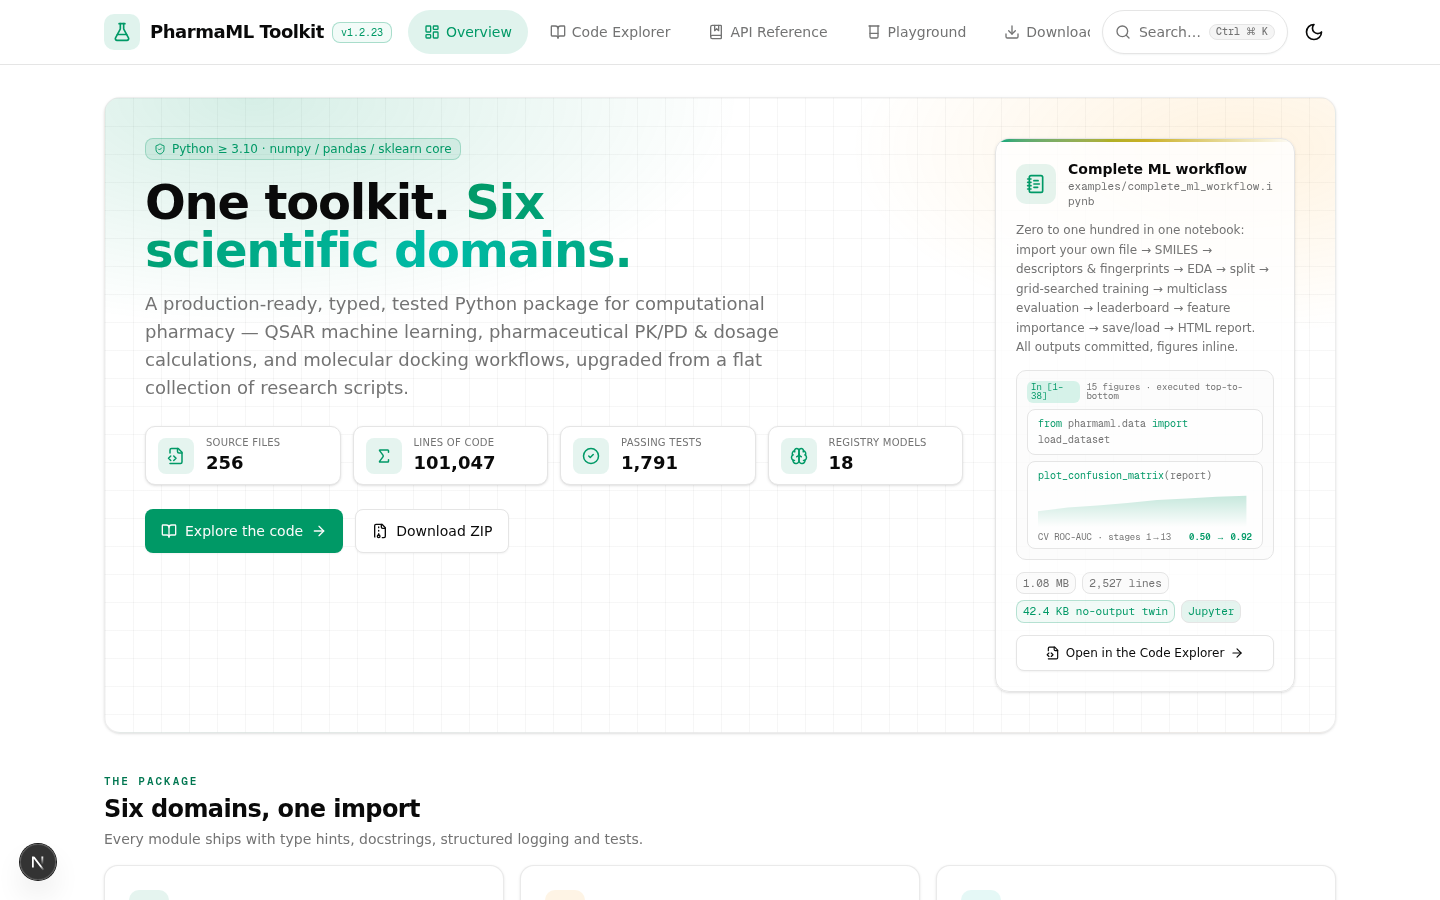 PharmaML Toolkit
v1.2.23
Overview
Code Explorer
API Reference
Playground
Download
Search...
Ctrl ⌘ K
Python ≥ 3.10 · numpy / pandas / sklearn core
One toolkit. Six
scientific domains.
A production-ready, typed, tested Python package for computational
pharmacy — QSAR machine learning, pharmaceutical PK/PD & dosage
calculations, and molecular docking workflows, upgraded from a flat
collection of research scripts.
SOURCE FILES
256
LINES OF CODE
101,047
PASSING TESTS
1,791
REGISTRY MODELS
18
Explore the code →
Download ZIP
Complete ML workflow
examples/complete_ml_workflow.i
pynb
Zero to one hundred in one notebook:
import your own file → SMILES →
descriptors & fingerprints → EDA → split →
grid-searched training → multiclass
evaluation → leaderboard → feature
importance → save/load → HTML report.
All outputs committed, figures inline.
In [1-
38]
15 figures · executed top-to-
bottom
from pharmaml.data import
load_dataset
plot_confusion_matrix(report)
CV ROC-AUC · stages 1→13
0.50 → 0.92
1.08 MB
2,527 lines
42.4 KB no-output twin
Jupyter
Open in the Code Explorer →
THE PACKAGE
Six domains, one import
Every module ships with type hints, docstrings, structured logging and tests.
N